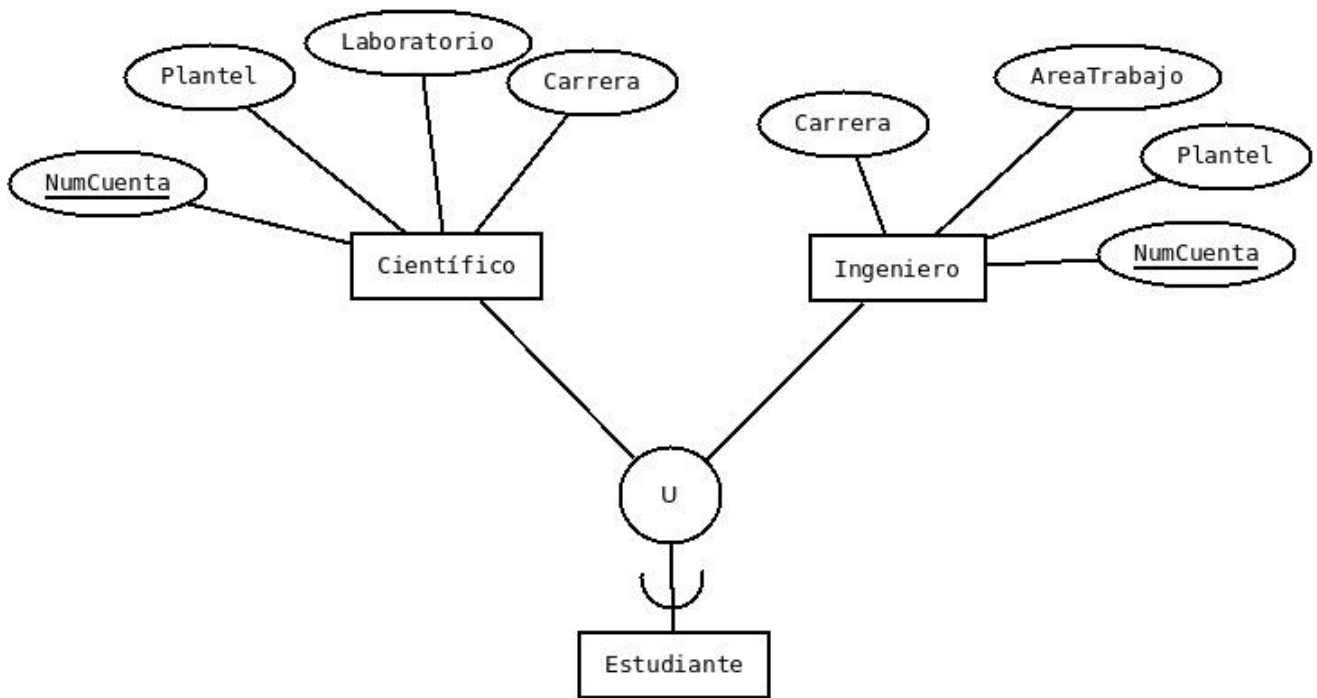 Laboratorio
Plantel
Carrera
NumCuenta
Científico
AreaTrabajo
Carrera
Plantel
NumCuenta
Ingeniero
U
Estudiante